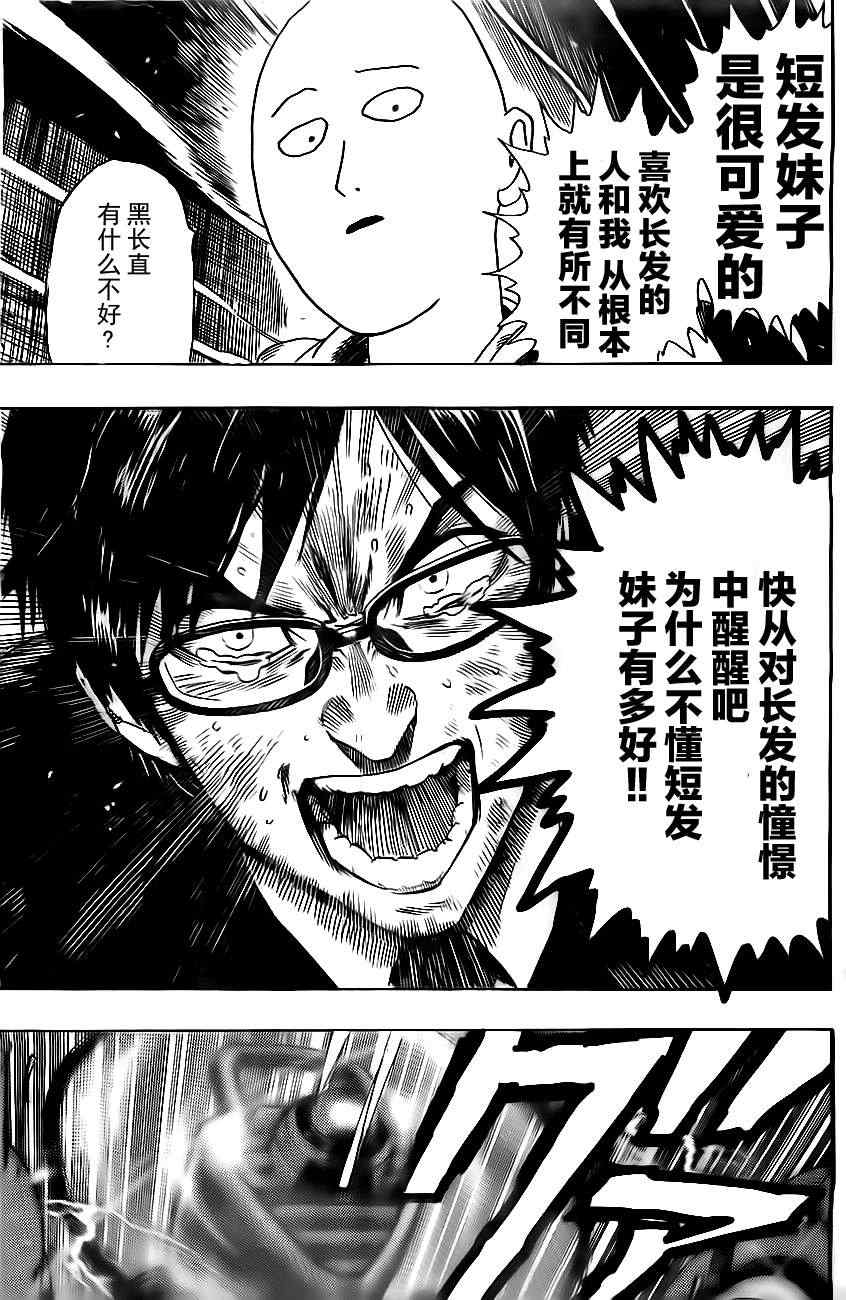 短发妹子
是很可爱的
喜欢长发的
人和我 从根本
上就有所不同
黑长直
有什么不好？
快从对长发的憧憬
中醒醒吧
为什么不懂短发
妹子有多好!!